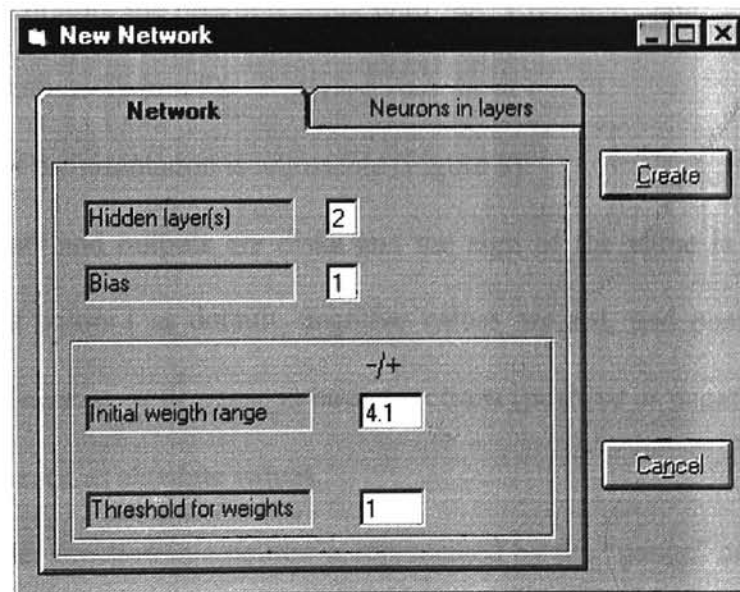 New Network
Network
Neurons in layers
Create
Hidden layer(s) 2
Bias 1
-/+
Initial weigth range 4.1
Cancel
Threshold for weights 1